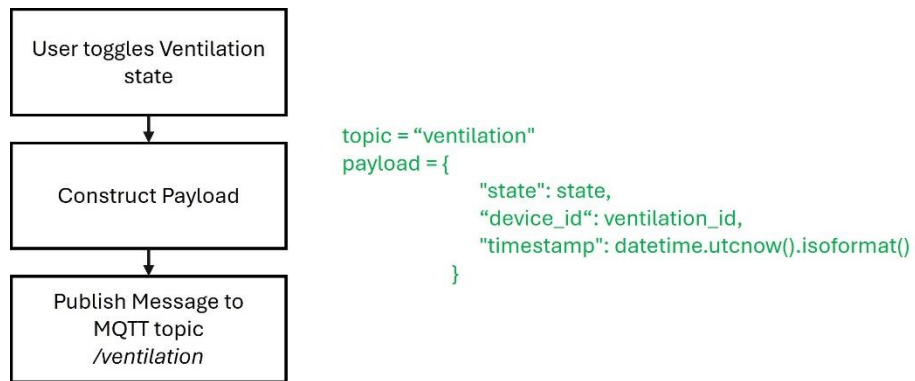 User toggles Ventilation
state
Construct Payload
Publish Message to
MQTT topic
/ventilation
topic = “ventilation"
payload = {
"state": state,
“device_id“: ventilation_id,
"timestamp": datetime.utcnow().isoformat()
}